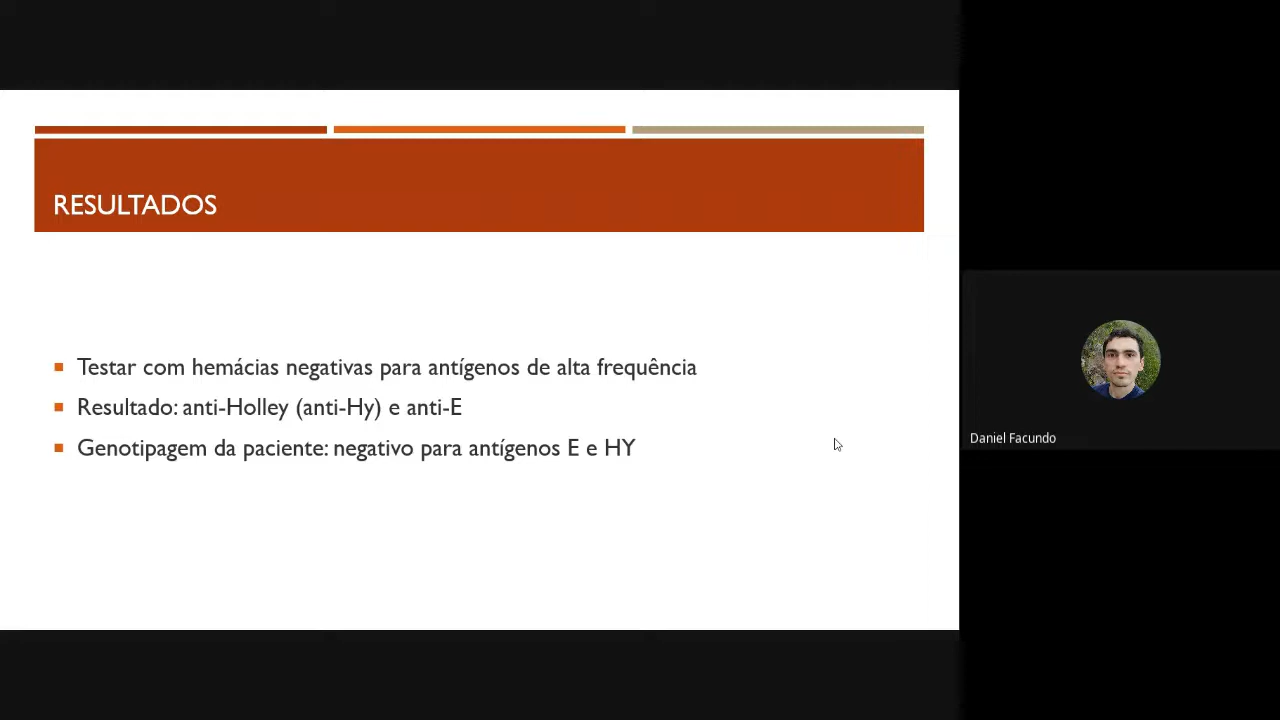 RESULTADOS
Testar com hemácias negativas para antígenos de alta frequência
Resultado: anti-Holley (anti-Hy) e anti-E
Genotipagem da paciente: negativo para antígenos E e HY
Daniel Facundo